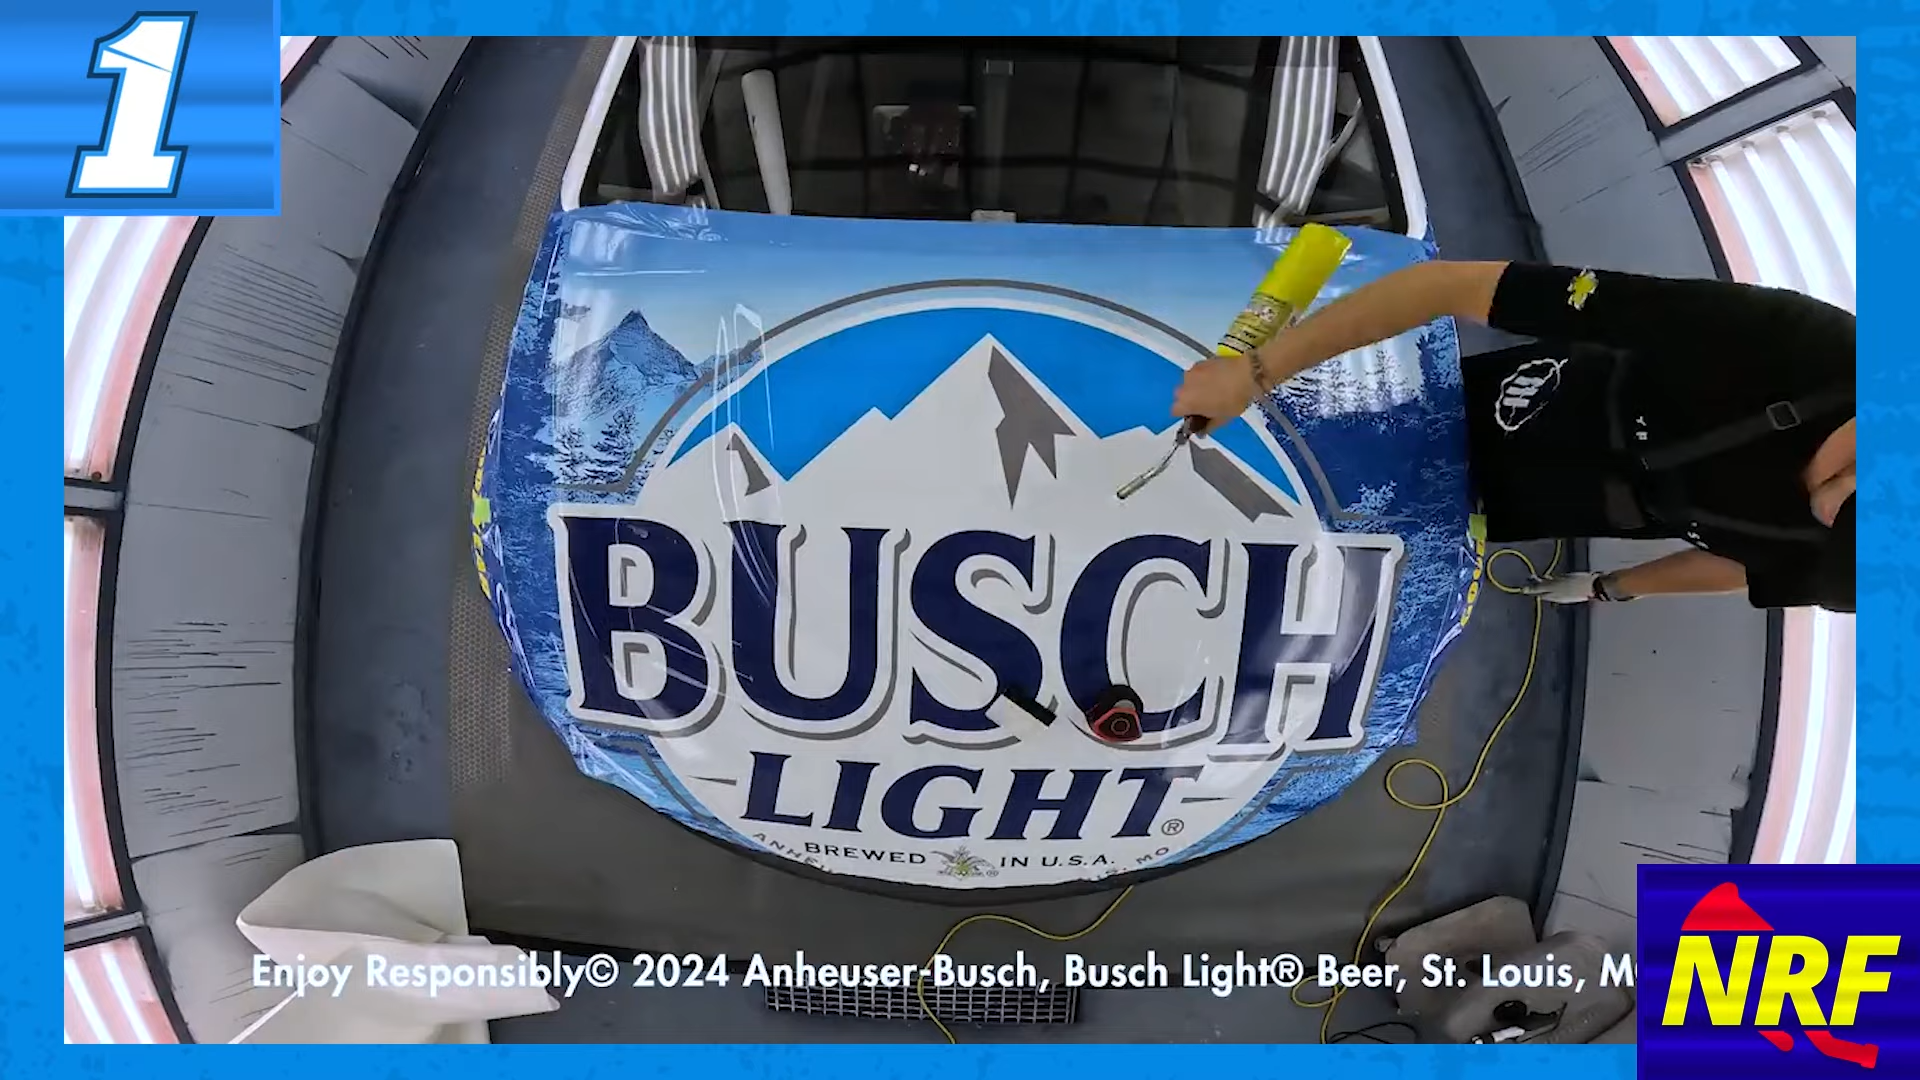 1
BUSCH
LIGHT®
BREWED IN U.S.A.
Enjoy Responsibly© 2024 Anheuser-Busch, Busch Light® Beer, St. Louis, M
NRF